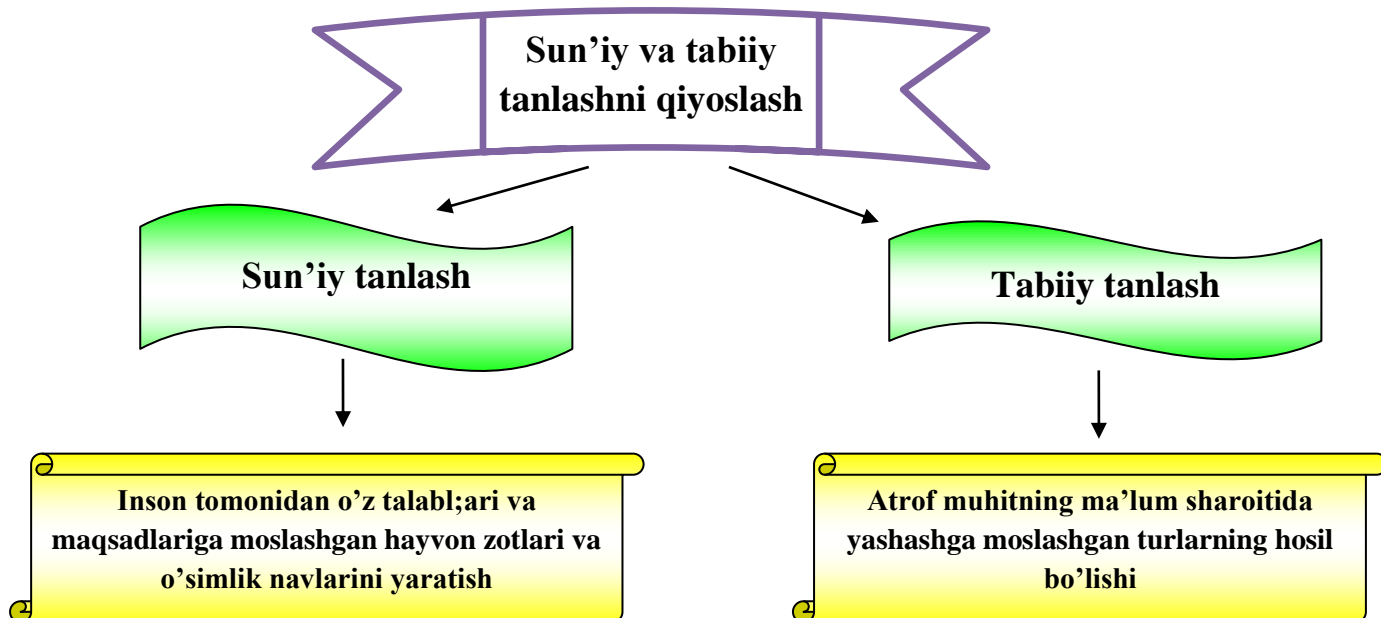 Sun’iy va tabiiy
tanlashni qiyoslash
Sun’iy tanlash
Tabiiy tanlash
Inson tomonidan o’z talabl;ari va
maqsadlariga moslashgan hayvon zotlari va
o’simlik navlarini yaratish
Atrof muhitning ma’lum sharoitida
yashashga moslashgan turlarning hosil
bo’lishi